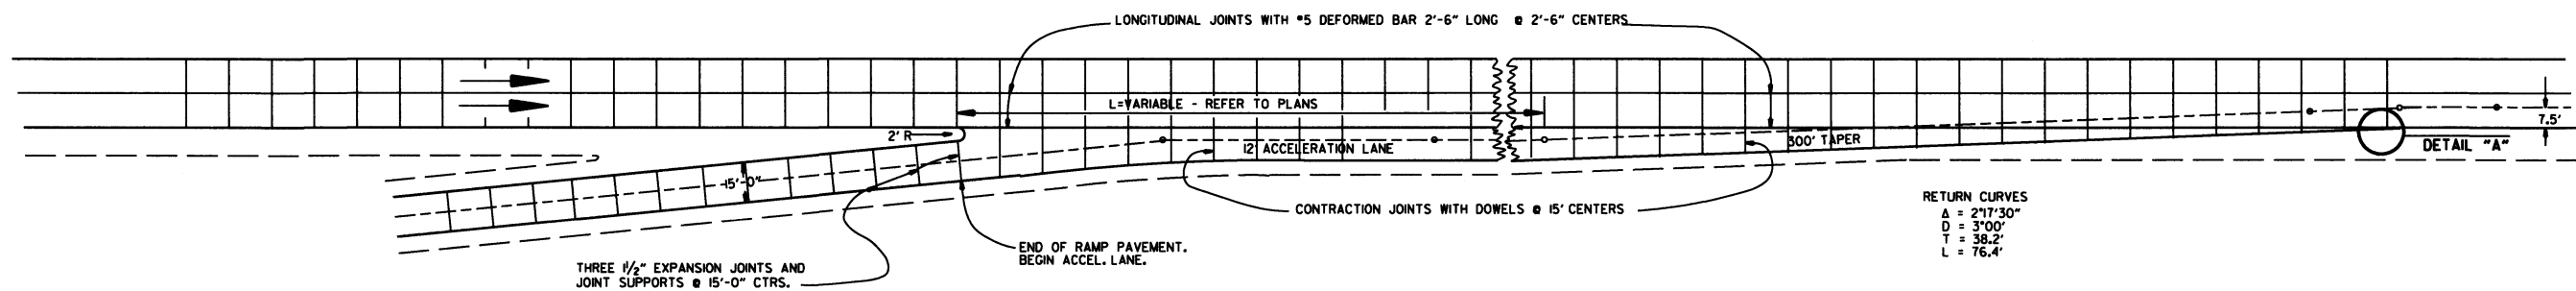 LONGITUDINAL JOINTS WITH #5 DEFORMED BAR 2'-6" LONG @ 2'-6" CENTERS
L=VARIABLE - REFER TO PLANS
2' R
7.5'
12' ACCELERATION LANE
300' TAPER
DETAIL "A"
15'-0"
CONTRACTION JOINTS WITH DOWELS @ 15' CENTERS
RETURN CURVES
Δ = 2°17'30"
D = 3°00'
T = 38.2'
L = 76.4'
END OF RAMP PAVEMENT.
BEGIN ACCEL. LANE.
THREE 1 1/2" EXPANSION JOINTS AND
JOINT SUPPORTS @ 15'-0" CTRS.